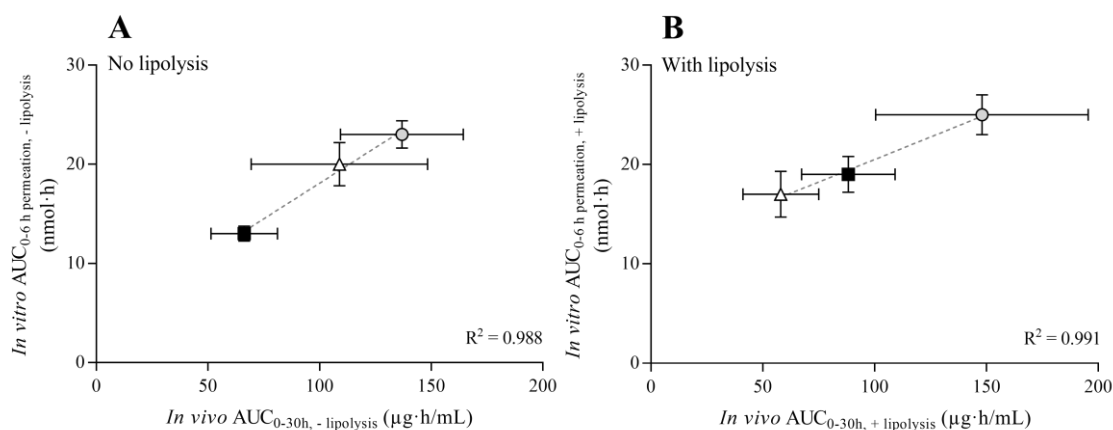 A
No lipolysis
In vitro AUC0-6 h permeation, - lipolysis
(nmol·h)
30
20
10
0
0
50
100
150
200
R2 = 0.988
In vivo AUC0-30h, - lipolysis (µg·h/mL)
B
With lipolysis
In vitro AUC0-6 h permeation, + lipolysis
(nmol·h)
30
20
10
0
0
50
100
150
200
R2 = 0.991
In vivo AUC0-30h, + lipolysis (µg·h/mL)